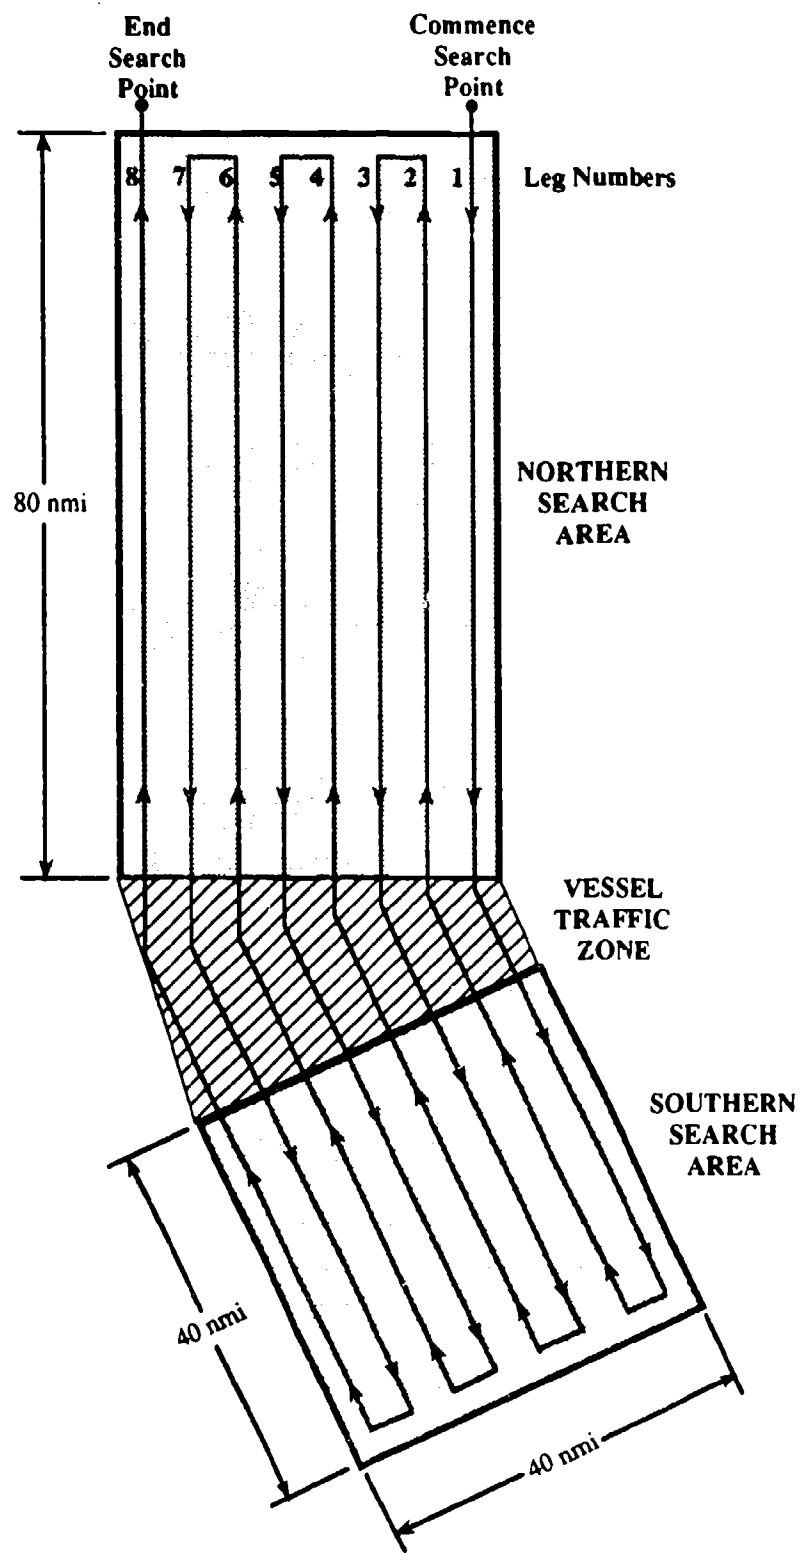 End
Search
Point
Commence
Search
Point
8 7 6 5 4 3 2 1 Leg Numbers
80 nmi
NORTHERN
SEARCH
AREA
VESSEL
TRAFFIC
ZONE
SOUTHERN
SEARCH
AREA
40 nmi
40 nmi